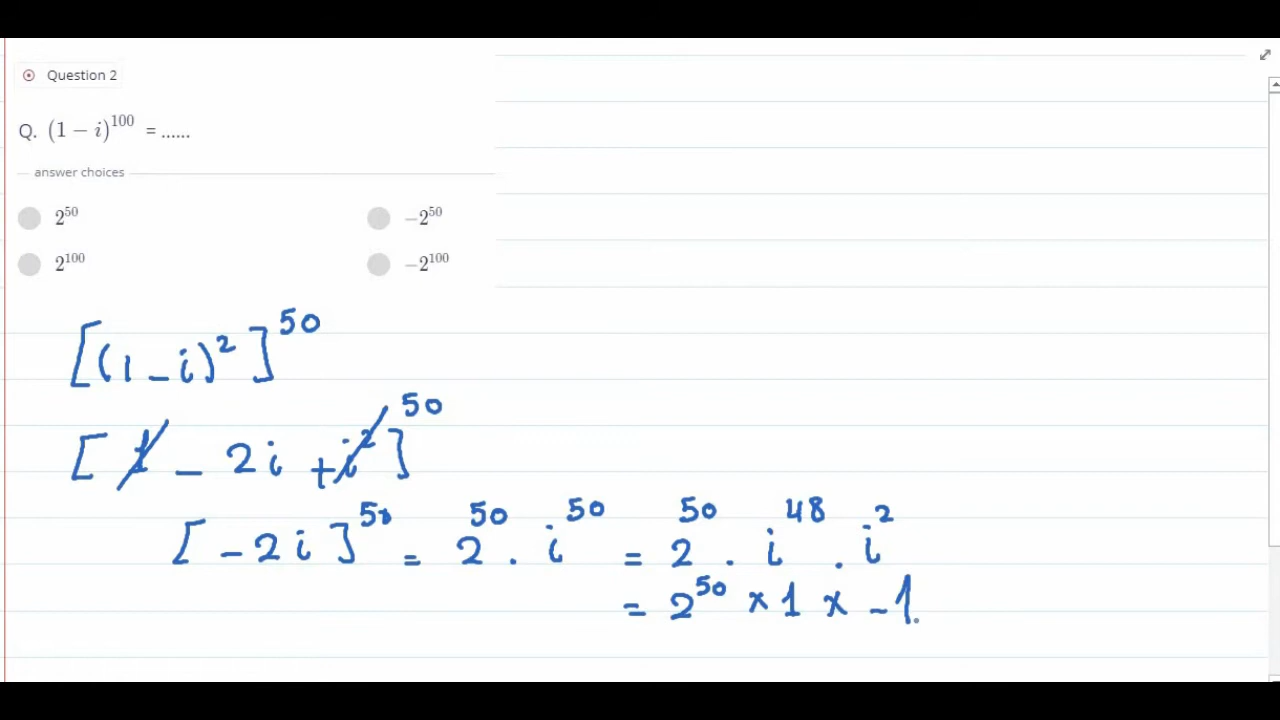 Question 2
Q. (1 − i)^100 = ......
answer choices
2^50 −2^50
2^100 −2^100
[(1 − i)^2]^50
[1 − 2i + i^2]^50
[− 2i]^50 = 2^50 . i^50 = 2^50 . i^48 . i^2
= 2^50 × 1 × −1